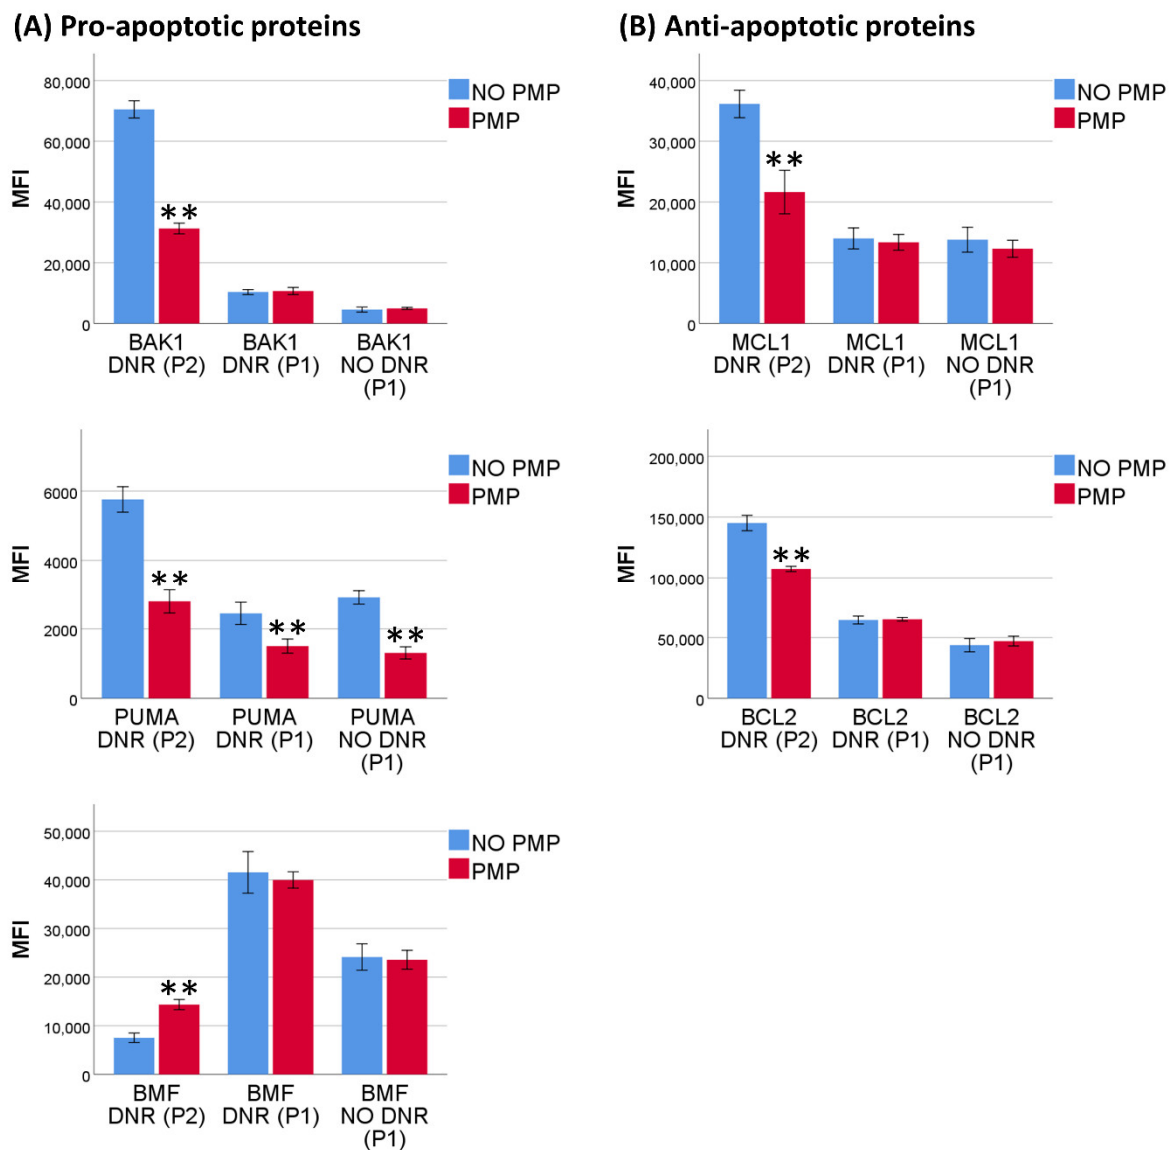 (A) Pro-apoptotic proteins
80,000
60,000
40,000
20,000
0
MFI
NO PMP
PMP
**
BAK1 BAK1 BAK1
DNR (P2) DNR (P1) NO DNR
(P1)
6000
4000
2000
0
MFI
NO PMP
PMP
** ** **
PUMA PUMA PUMA
DNR (P2) DNR (P1) NO DNR
(P1)
50,000
40,000
30,000
20,000
10,000
0
MFI
NO PMP
PMP
**
BMF BMF BMF
DNR (P2) DNR (P1) NO DNR
(P1)
(B) Anti-apoptotic proteins
40,000
30,000
20,000
10,000
0
MFI
NO PMP
PMP
**
MCL1 MCL1 MCL1
DNR (P2) DNR (P1) NO DNR
(P1)
200,000
150,000
100,000
50,000
0
MFI
NO PMP
PMP
**
BCL2 BCL2 BCL2
DNR (P2) DNR (P1) NO DNR
(P1)